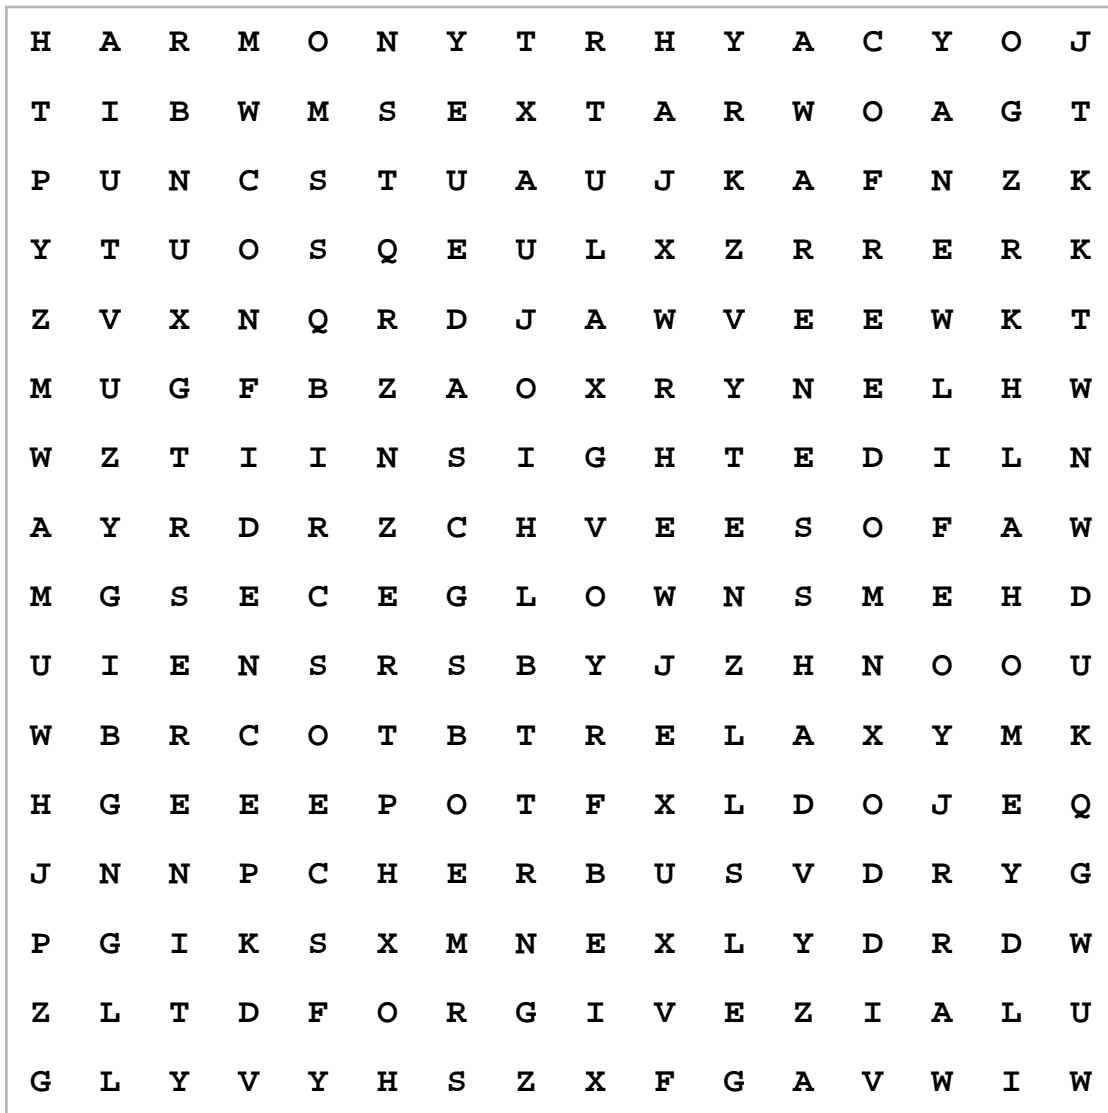 H A R M O N Y T R H Y A C Y O J
T I B W M S E X T A R W O A G T
P U N C S T U A U J K A F N Z K
Y T U O S Q E U L X Z R R E R K
Z V X N Q R D J A W V E E W K T
M U G F B Z A O X R Y N E L H W
W Z T I I N S I G H T E D I L N
A Y R D R Z C H V E E S O F A W
M G S E C E G L O W N S M E H D
U I E N S R S B Y J Z H N O O U
W B R C O T B T R E L A X Y M K
H G E E E P O T F X L D O J E Q
J N N P C H E R B U S V D R Y G
P G I K S X M N E X L Y D R D W
Z L T D F O R G I V E Z I A L U
G L Y V Y H S Z X F G A V W I W